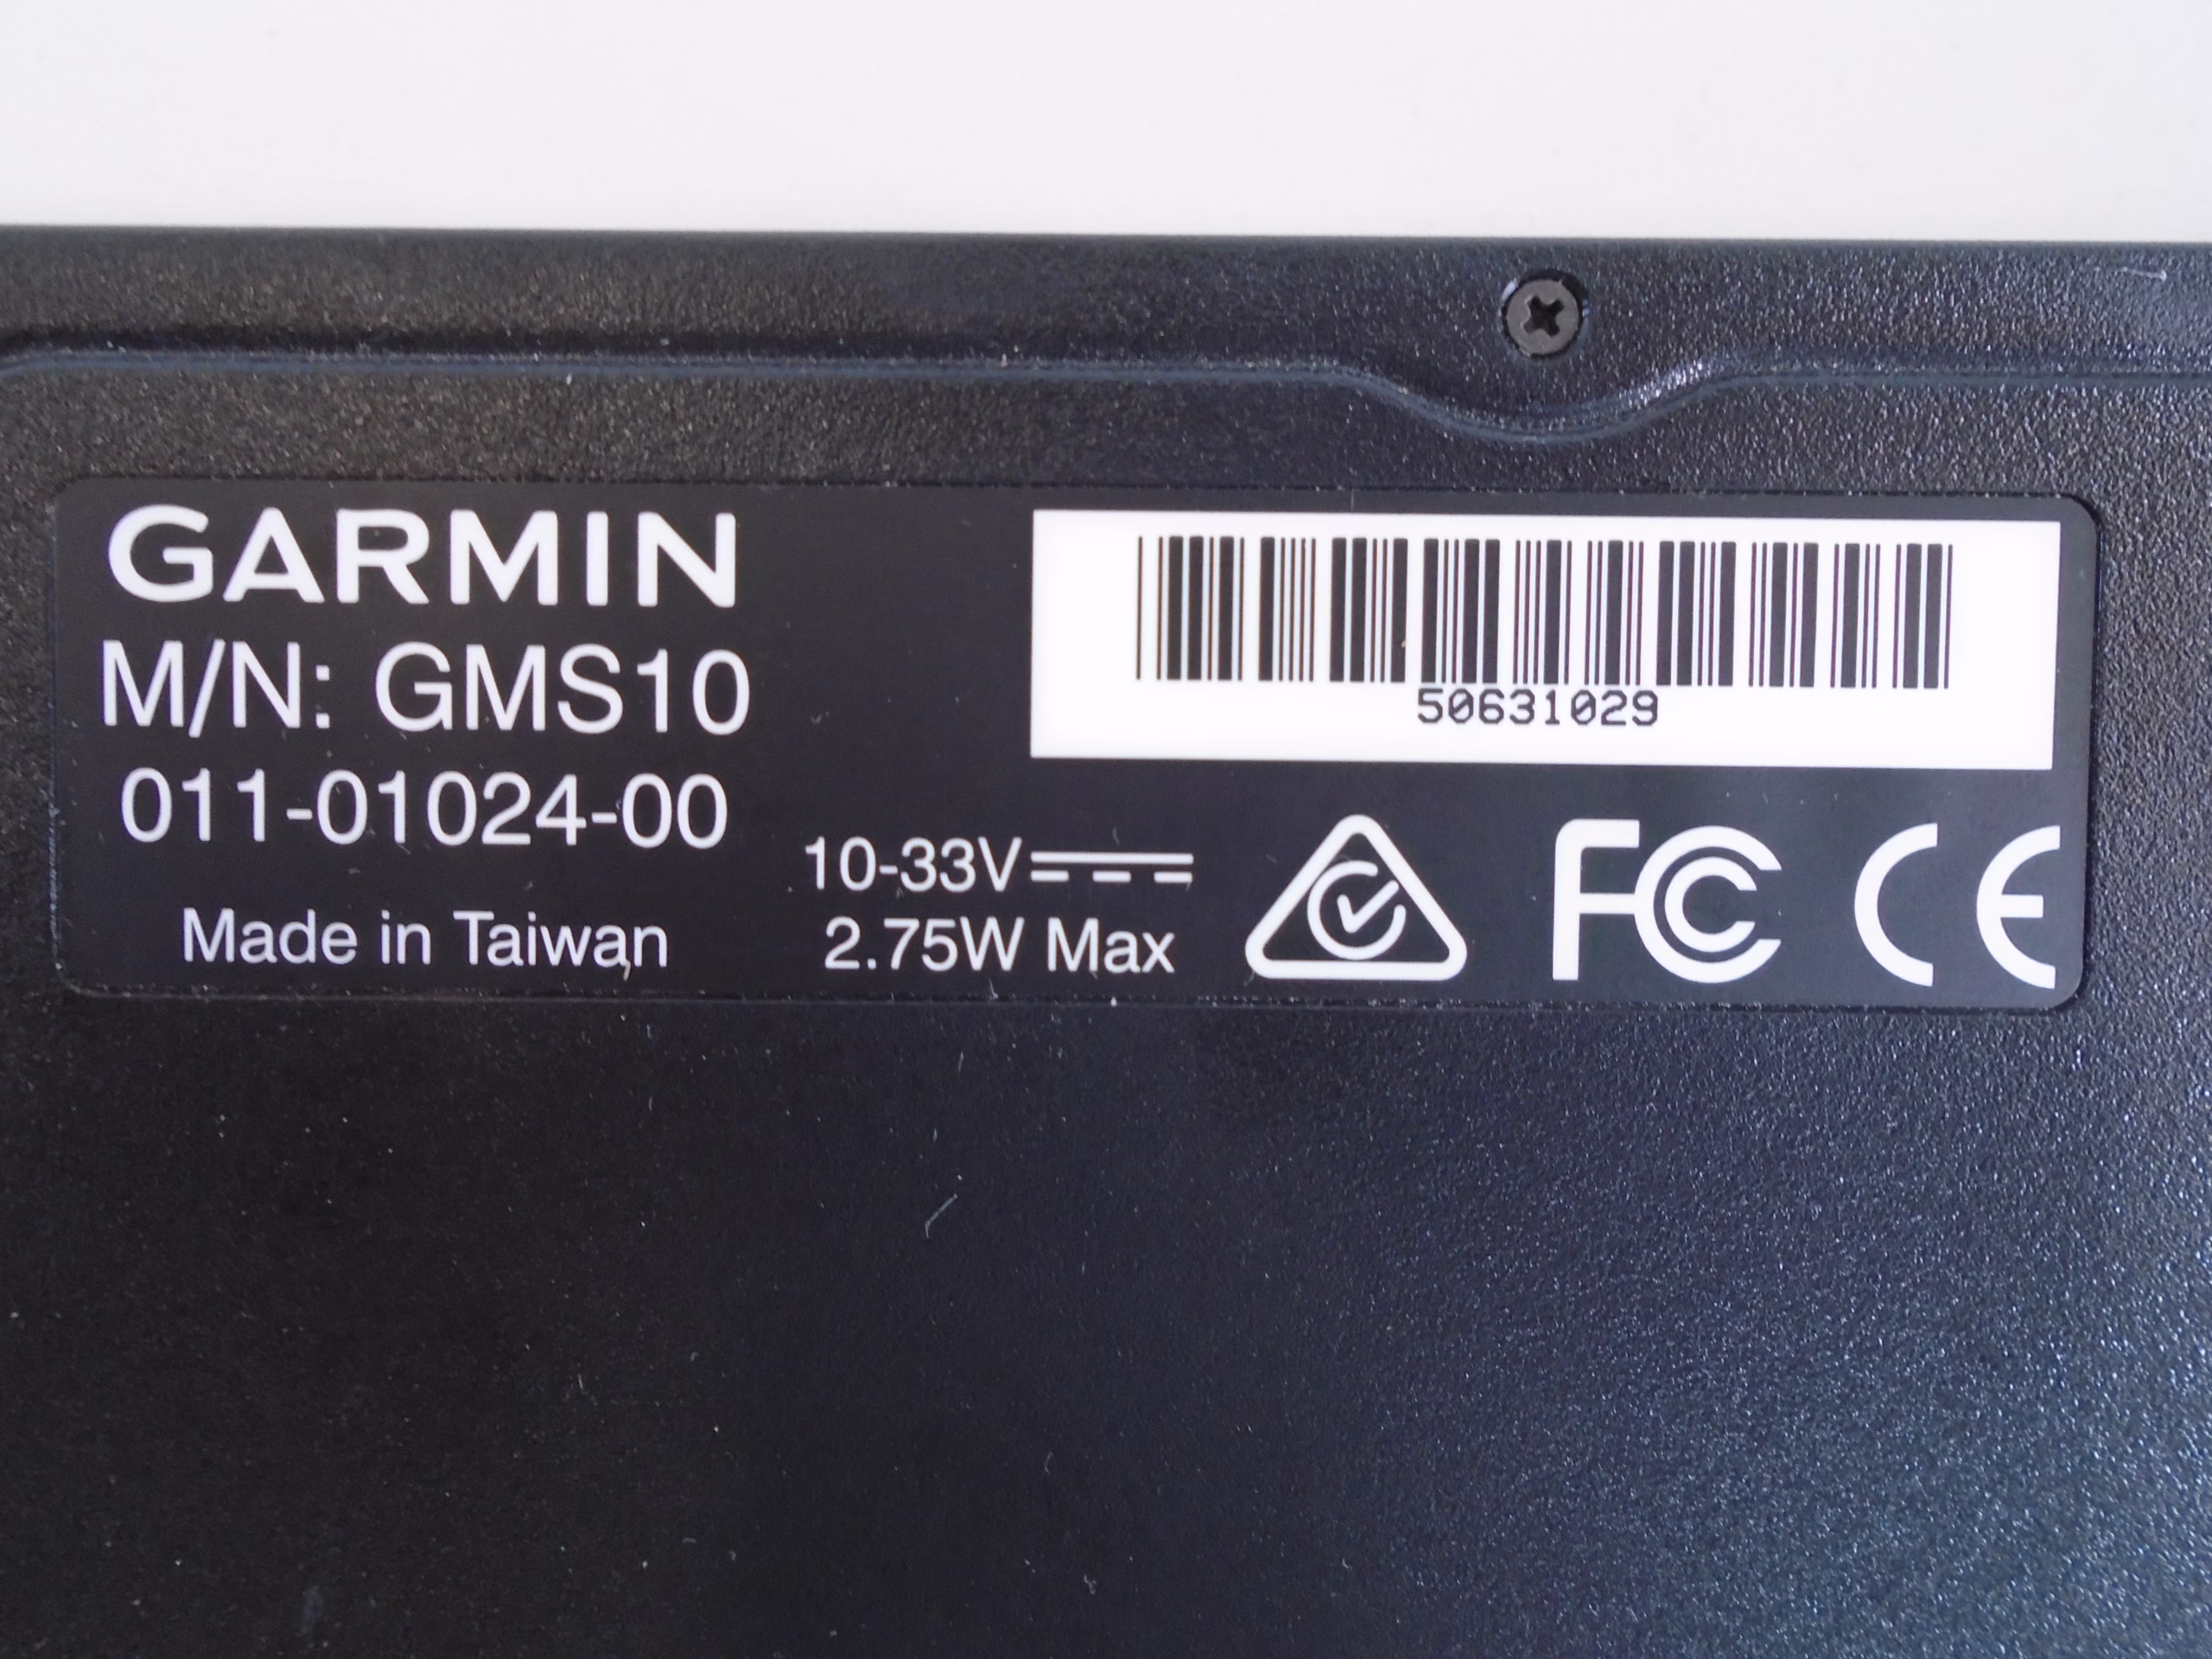 GARMIN
M/N: GMS10
011-01024-00
Made in Taiwan
50631029
10-33V
2.75W Max
FC CE